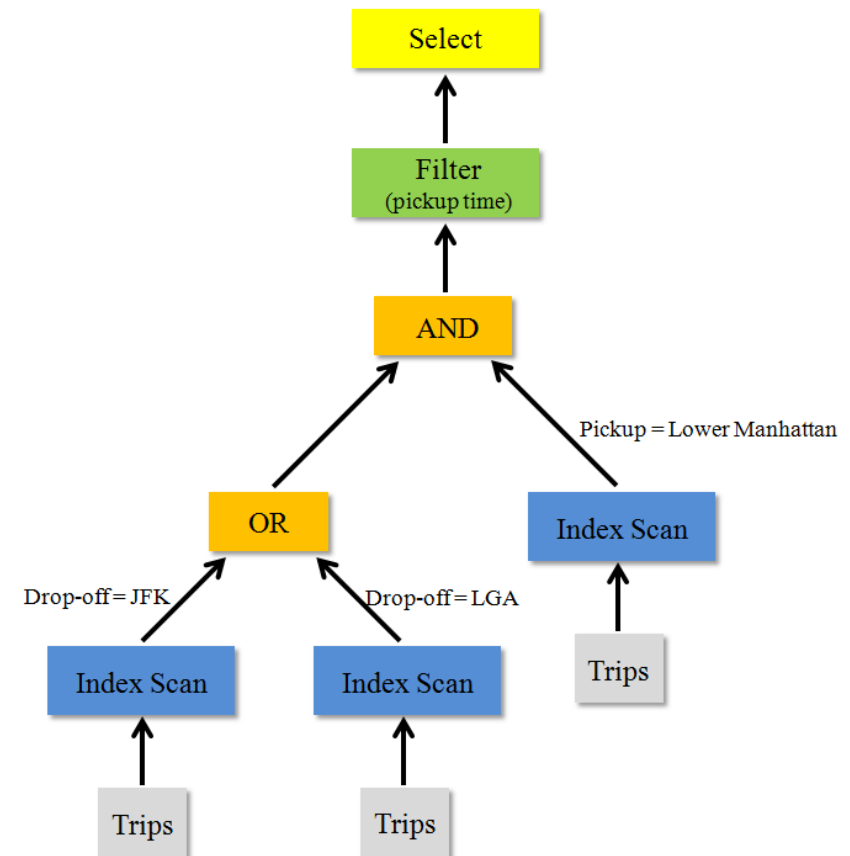 Select
Filter
(pickup time)
AND
Pickup = Lower Manhattan
OR
Index Scan
Drop-off = JFK
Drop-off = LGA
Index Scan
Index Scan
Trips
Trips
Trips